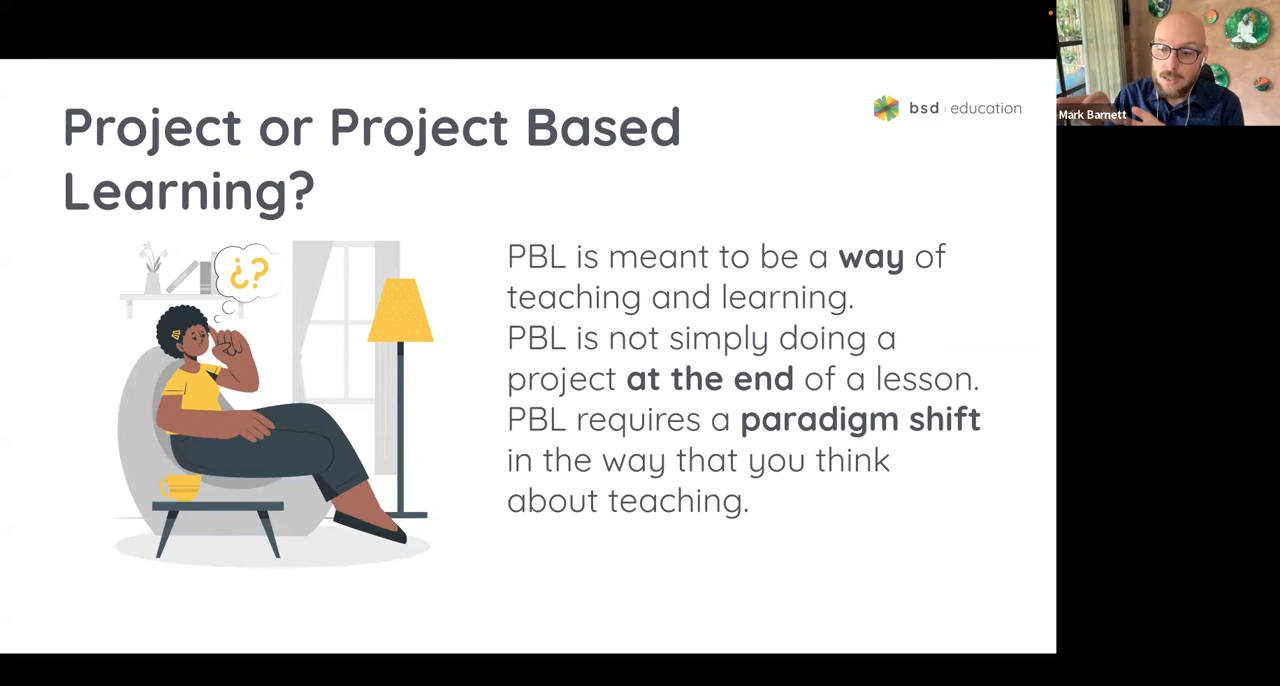 Project or Project Based
Learning?
bsd education
¿?
PBL is meant to be a way of
teaching and learning.
PBL is not simply doing a
project at the end of a lesson.
PBL requires a paradigm shift
in the way that you think
about teaching.
Mark Barnett